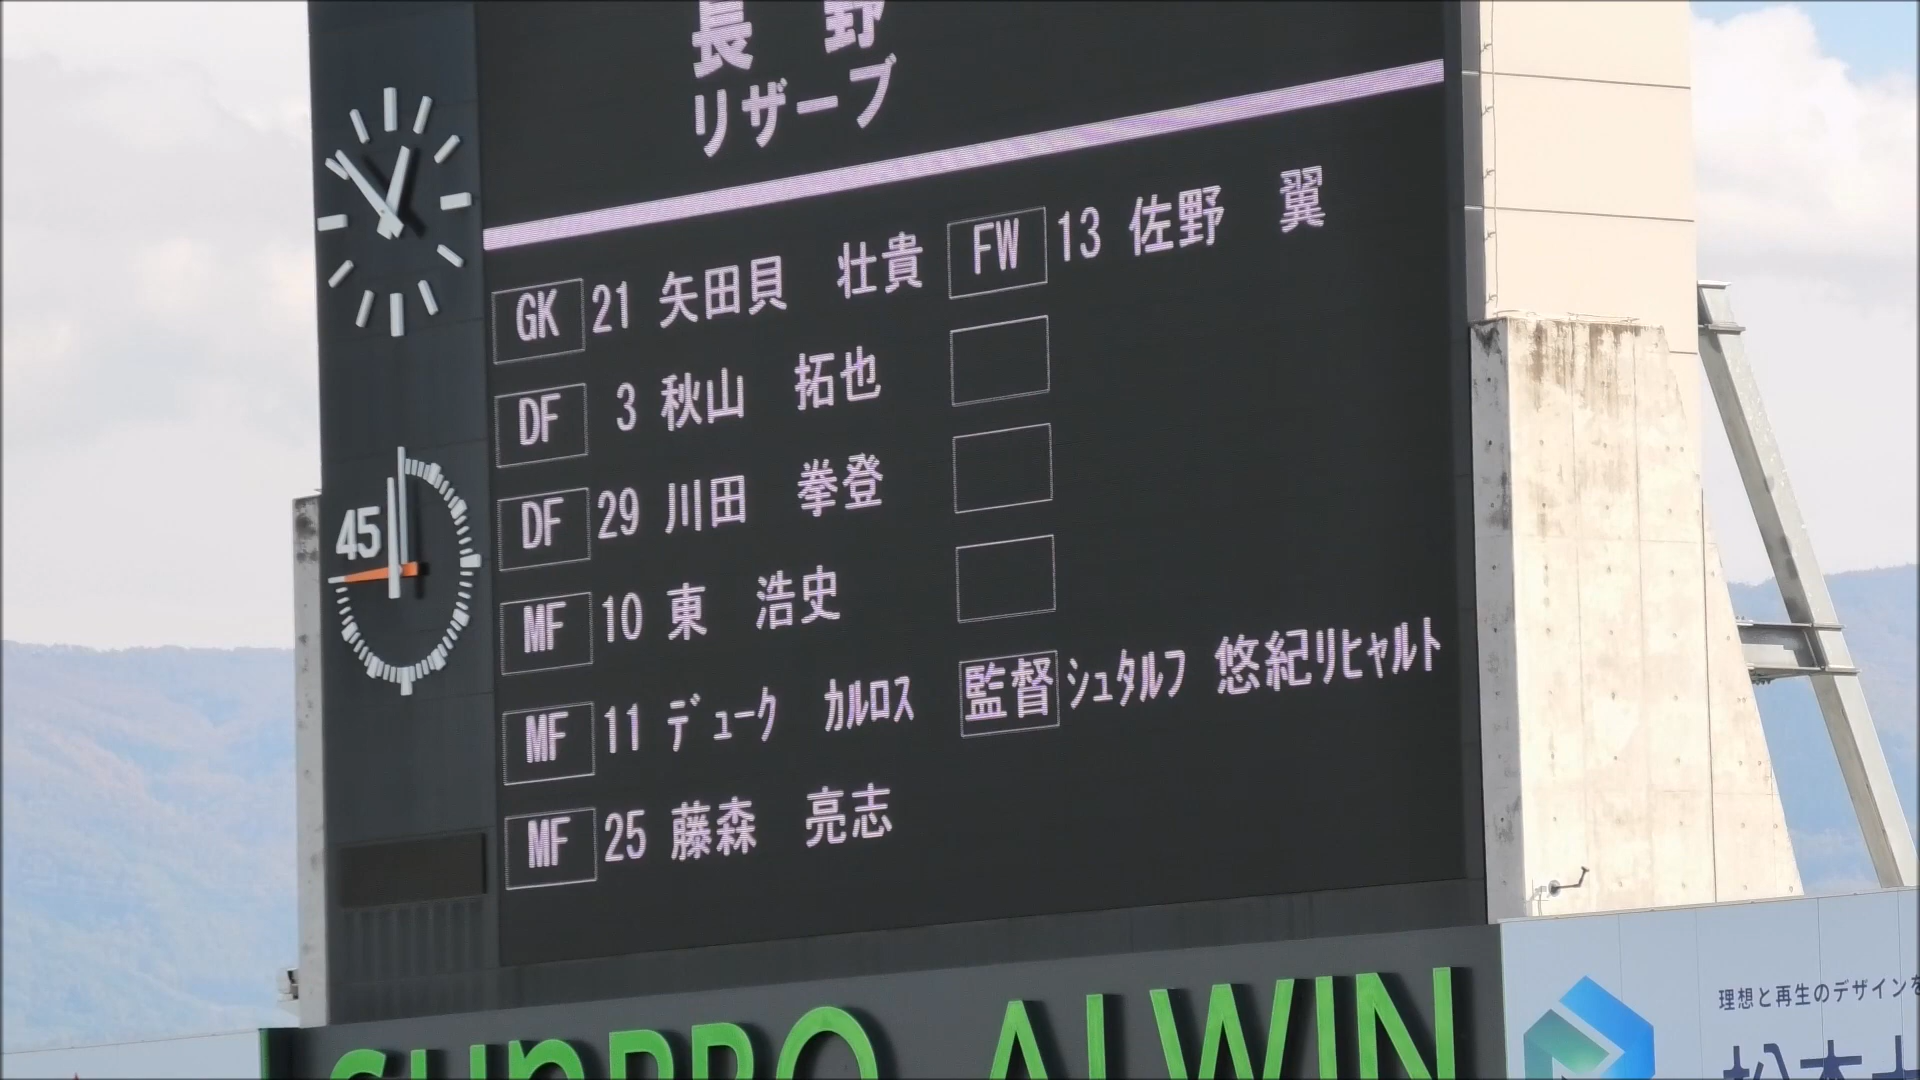 長野
リザーブ
GK 21 矢田貝 壮貴
DF 3 秋山 拓也
DF 29 川田 拳登
MF 10 東 浩史
MF 11 デューク カルロス
MF 25 藤森 亮志
FW 13 佐野 翼
監督 シュタルフ 悠紀リヒャルト
45
SUNPRO ALWIN
理想と再生のデザインを